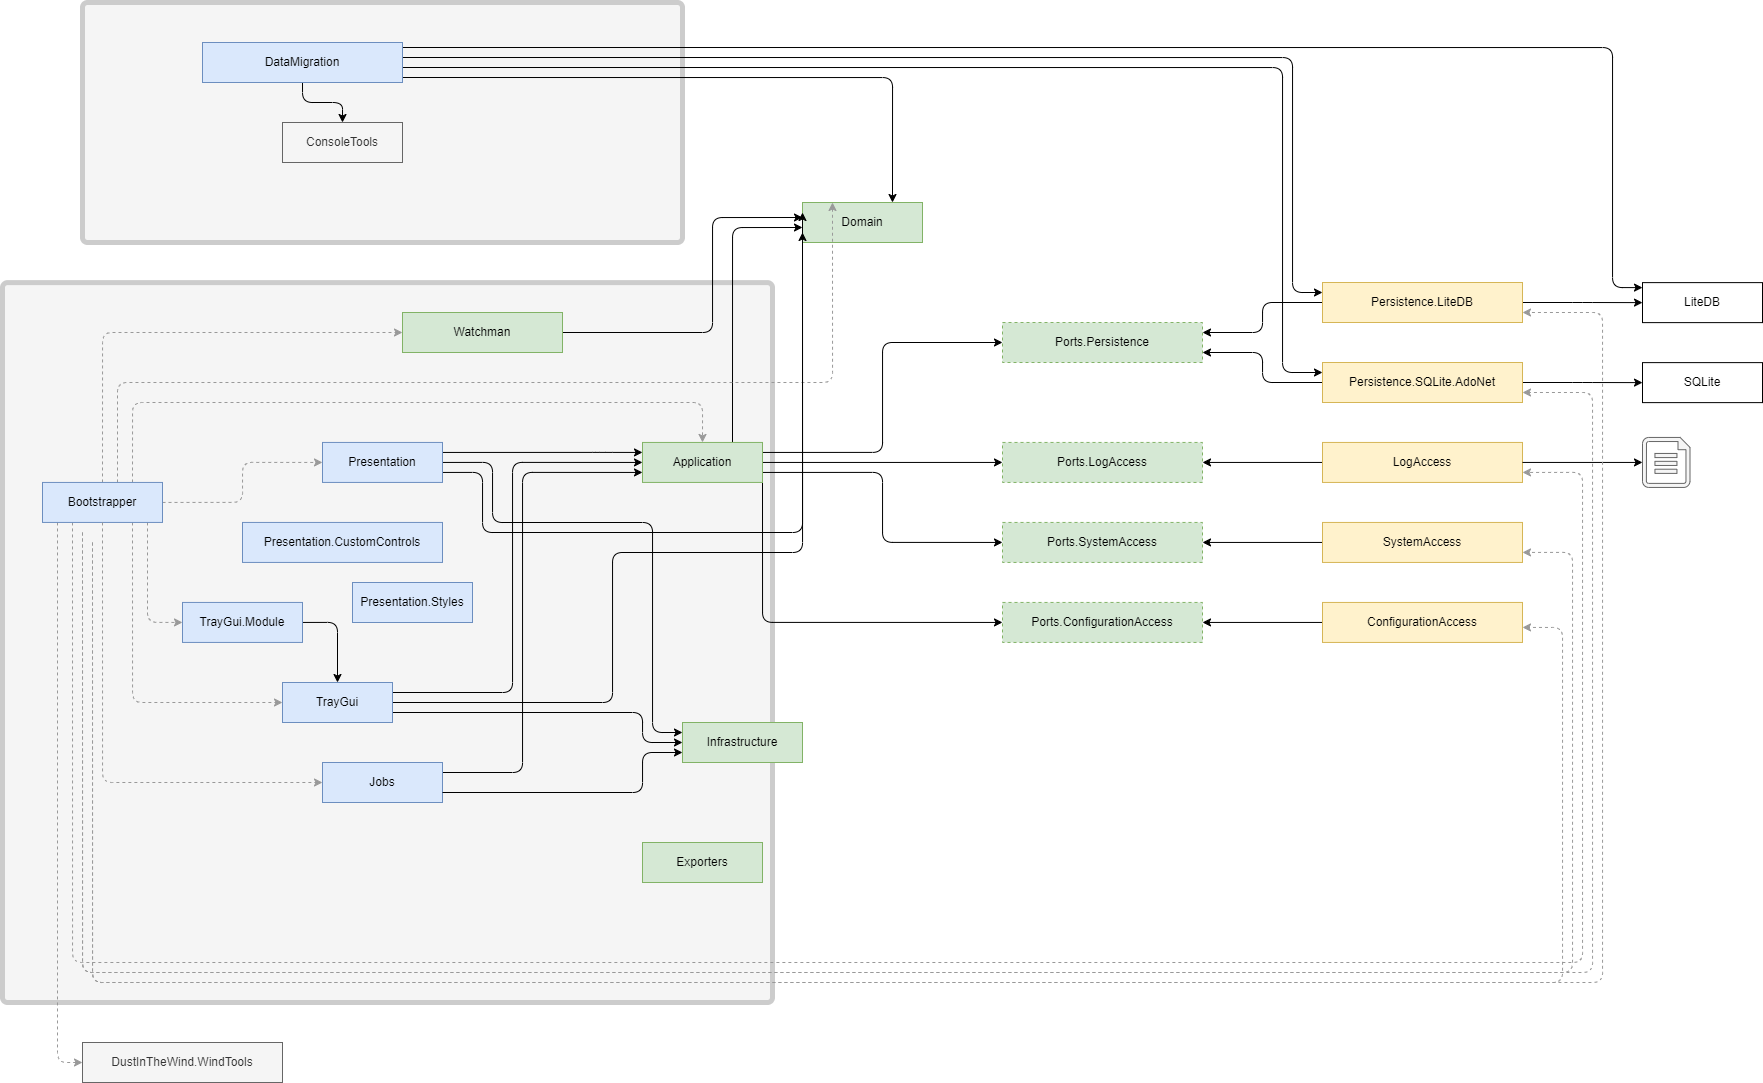 DataMigration
ConsoleTools
Domain
Watchman
Persistence.LiteDB
LiteDB
Ports.Persistence
Persistence.SQLite.AdoNet
SQLite
Presentation
Application
Ports.LogAccess
LogAccess
Bootstrapper
Presentation.CustomControls
Ports.SystemAccess
SystemAccess
Presentation.Styles
TrayGui.Module
Ports.ConfigurationAccess
ConfigurationAccess
TrayGui
Infrastructure
Jobs
Exporters
DustInTheWind.WindTools